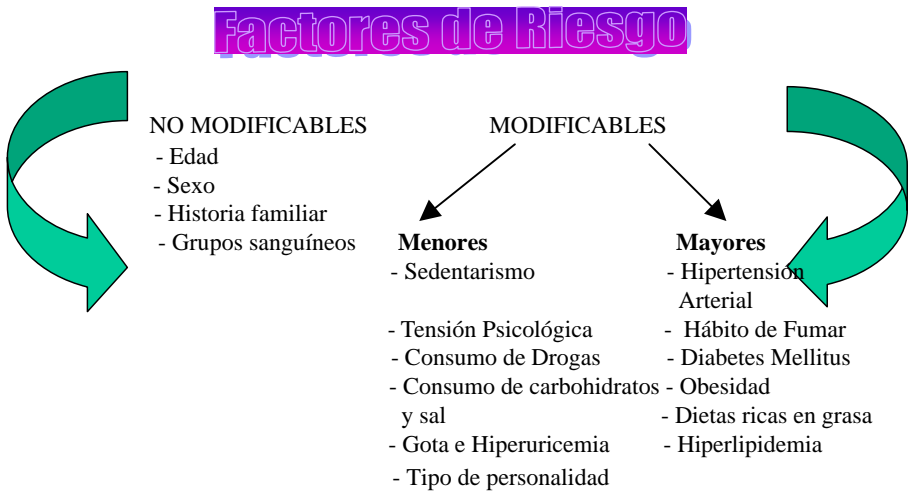 Factores de Riesgo
NO MODIFICABLES
- Edad
- Sexo
- Historia familiar
- Grupos sanguíneos
MODIFICABLES
Menores
- Sedentarismo
- Tensión Psicológica
- Consumo de Drogas
- Consumo de carbohidratos
y sal
- Gota e Hiperuricemia
- Tipo de personalidad
Mayores
- Hipertensión
Arterial
- Hábito de Fumar
- Diabetes Mellitus
- Obesidad
- Dietas ricas en grasa
- Hiperlipidemia